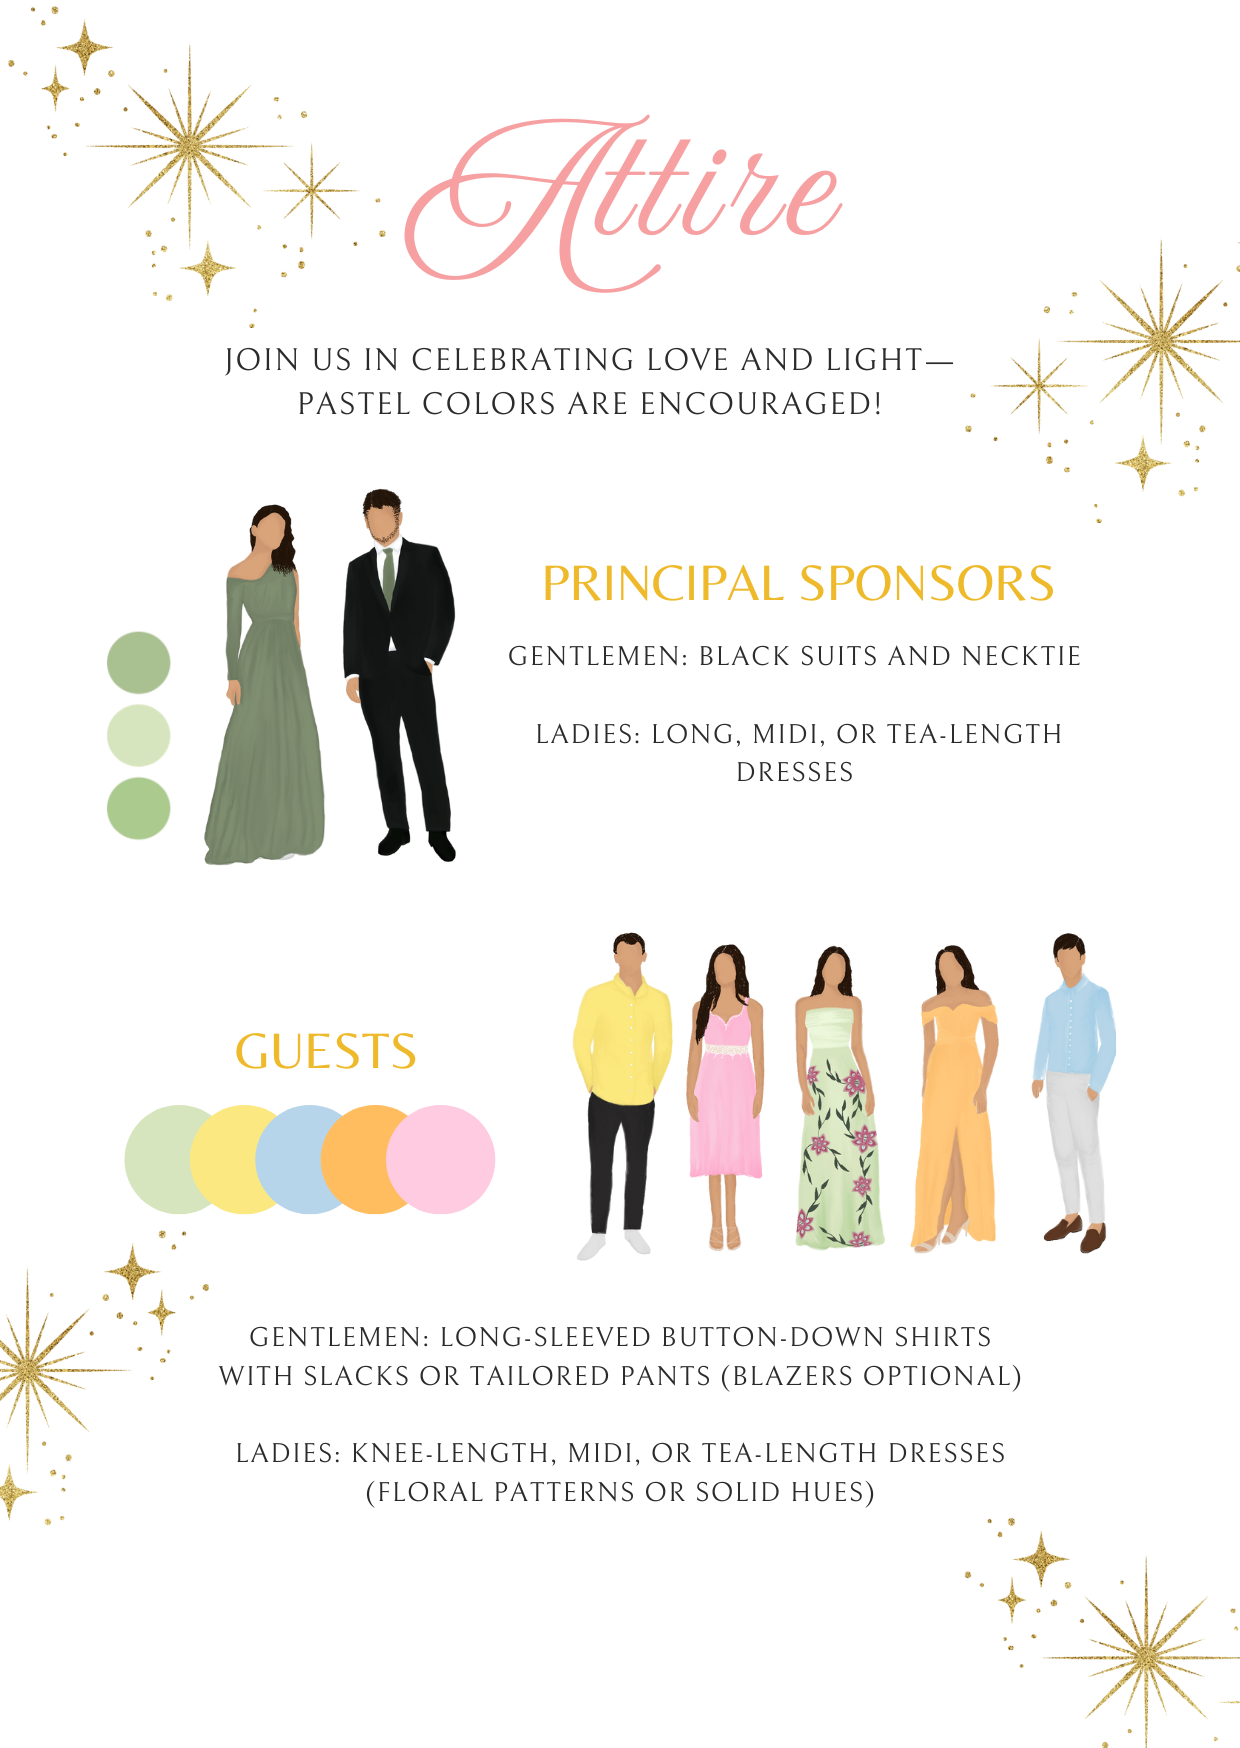 Attire
JOIN US IN CELEBRATING LOVE AND LIGHT—
PASTEL COLORS ARE ENCOURAGED!
PRINCIPAL SPONSORS
GENTLEMEN: BLACK SUITS AND NECKTIE
LADIES: LONG, MIDI, OR TEA-LENGTH
DRESSES
GUESTS
GENTLEMEN: LONG-SLEEVED BUTTON-DOWN SHIRTS
WITH SLACKS OR TAILORED PANTS (BLAZERS OPTIONAL)
LADIES: KNEE-LENGTH, MIDI, OR TEA-LENGTH DRESSES
(FLORAL PATTERNS OR SOLID HUES)